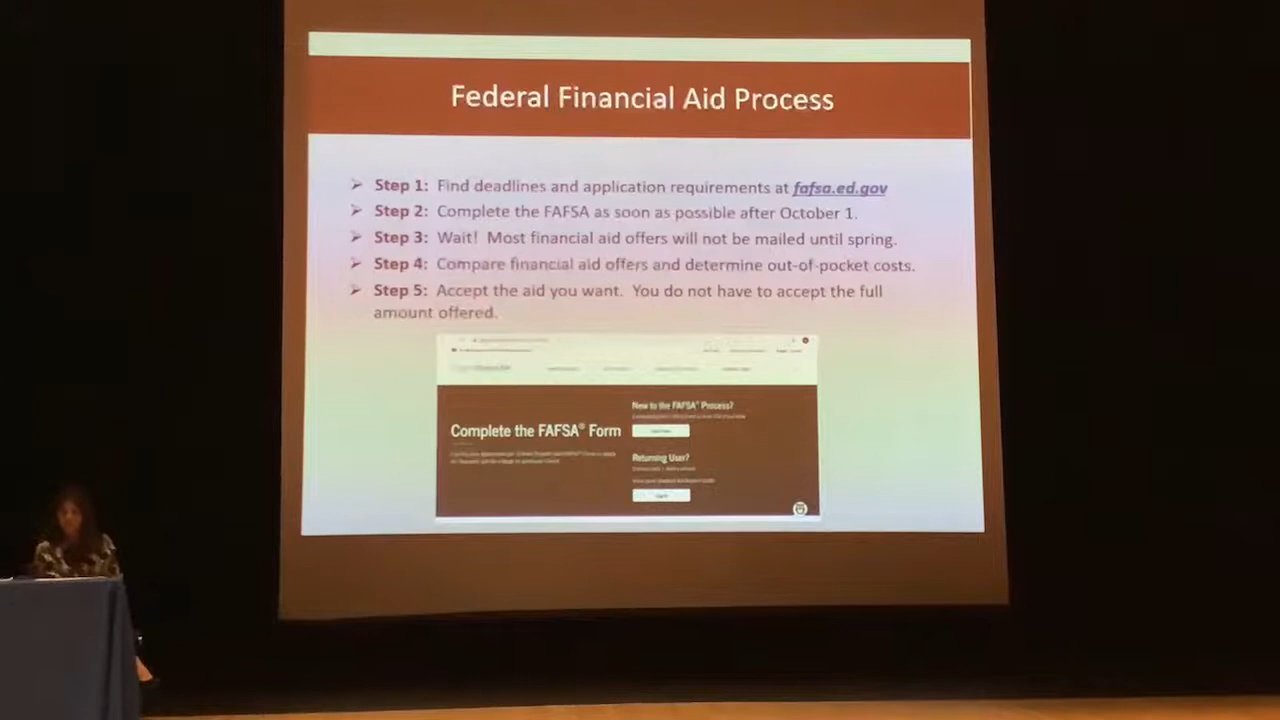 Federal Financial Aid Process
➢ Step 1: Find deadlines and application requirements at fafsa.ed.gov
➢ Step 2: Complete the FAFSA as soon as possible after October 1.
➢ Step 3: Wait! Most financial aid offers will not be mailed until spring.
➢ Step 4: Compare financial aid offers and determine out-of-pocket costs.
➢ Step 5: Accept the aid you want. You do not have to accept the full
amount offered.
Complete the FAFSA® Form
New to the FAFSA® Process?
Returning User?